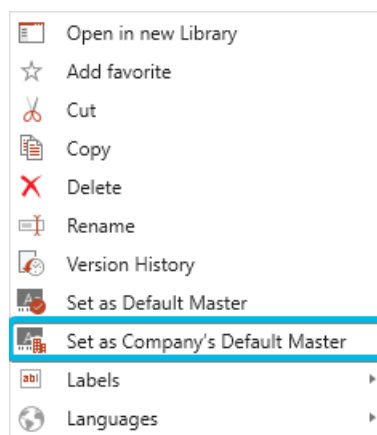 Open in new Library
Add favorite
Cut
Copy
Delete
Rename
Version History
Set as Default Master
Set as Company's Default Master
Labels
Languages